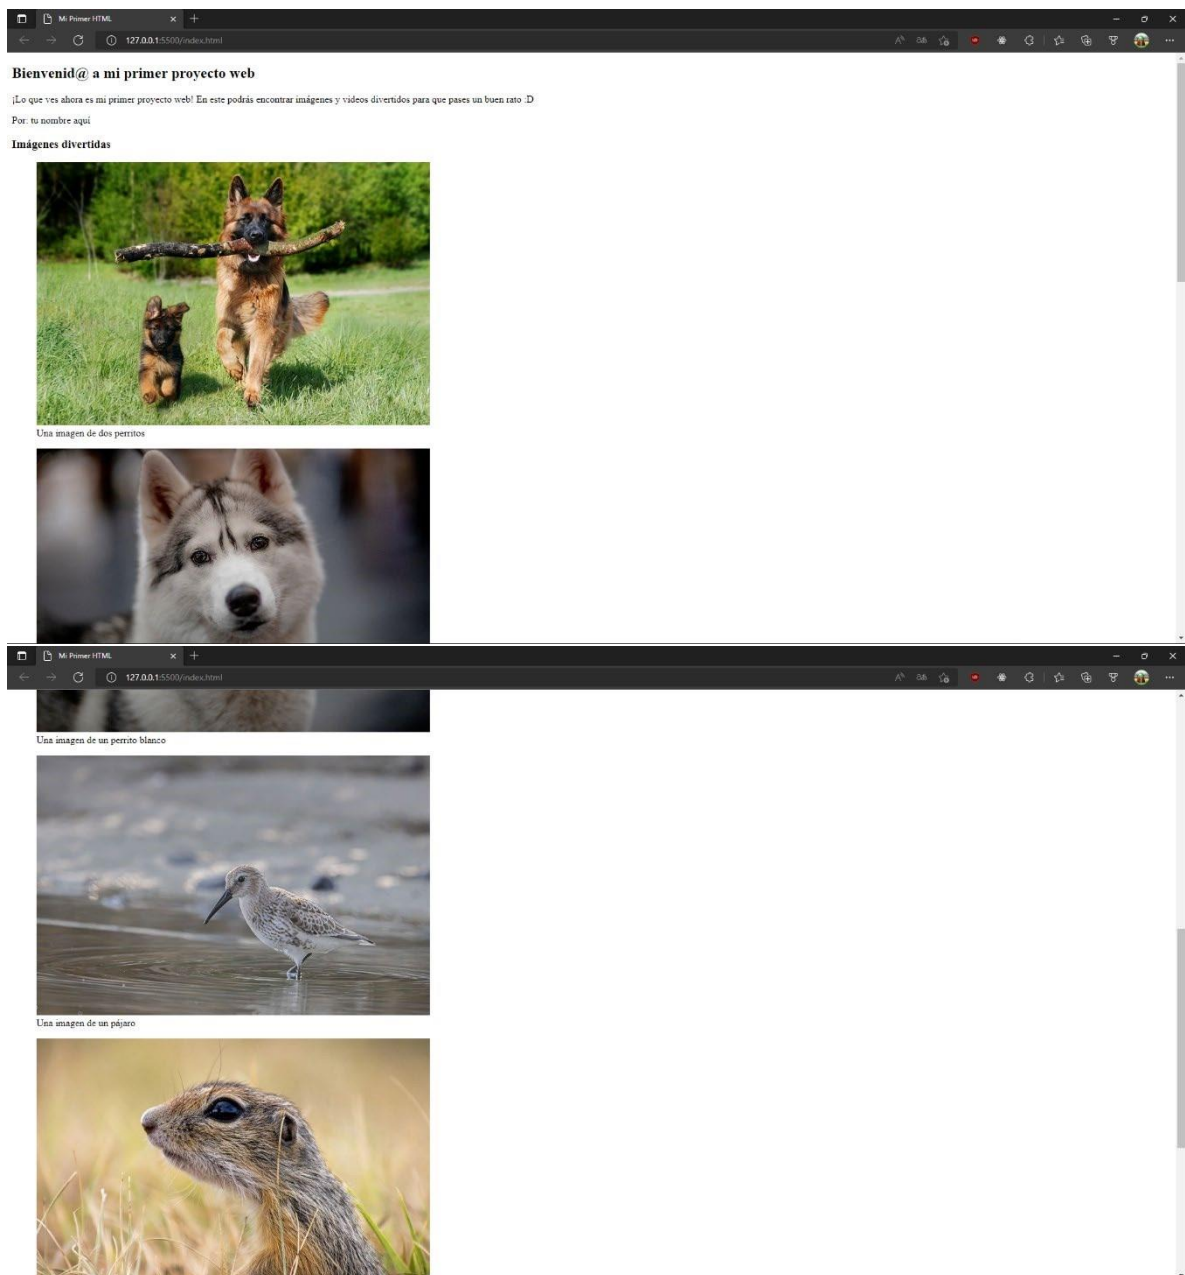 Mi Primer HTML
127.0.0.1:5500/index.html
Bienvenid@ a mi primer proyecto web
¡Lo que ves ahora es mi primer proyecto web! En este podrás encontrar imágenes y videos divertidos para que pases un buen rato :D
Por: tu nombre aquí
Imágenes divertidas
Una imagen de dos perritos
Mi Primer HTML
127.0.0.1:5500/index.html
Una imagen de un perrito blanco
Una imagen de un pájaro